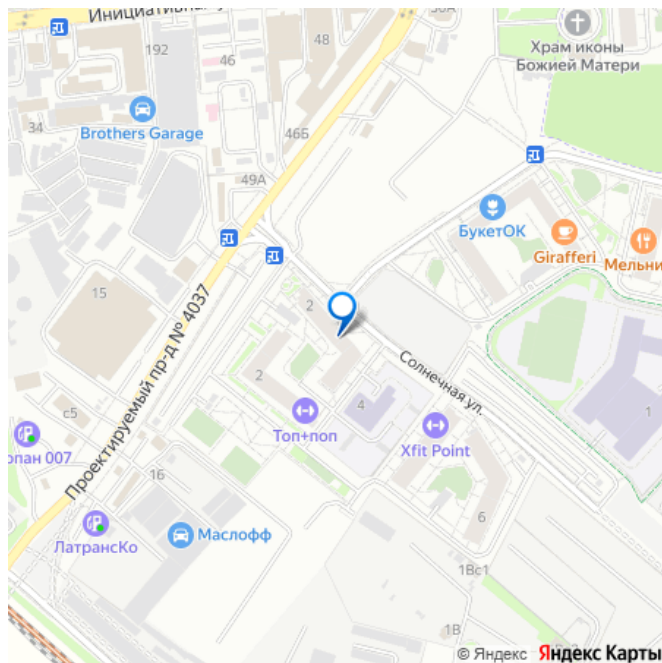 Инициативная
192
48
46
Храм иконы
Божией Матери
34
Brothers Garage
46Б
49А
БукетОК
Girafferi
Мельни
15
2
Проектируемый пр-д № 4037
Солнечная ул.
2
4
1
с5
Топ+поп
Xfit Point
опан 007
16
6
ЛатрансКо
Маслофф
1Вс1
1В
© Яндекс Яндекс Карты